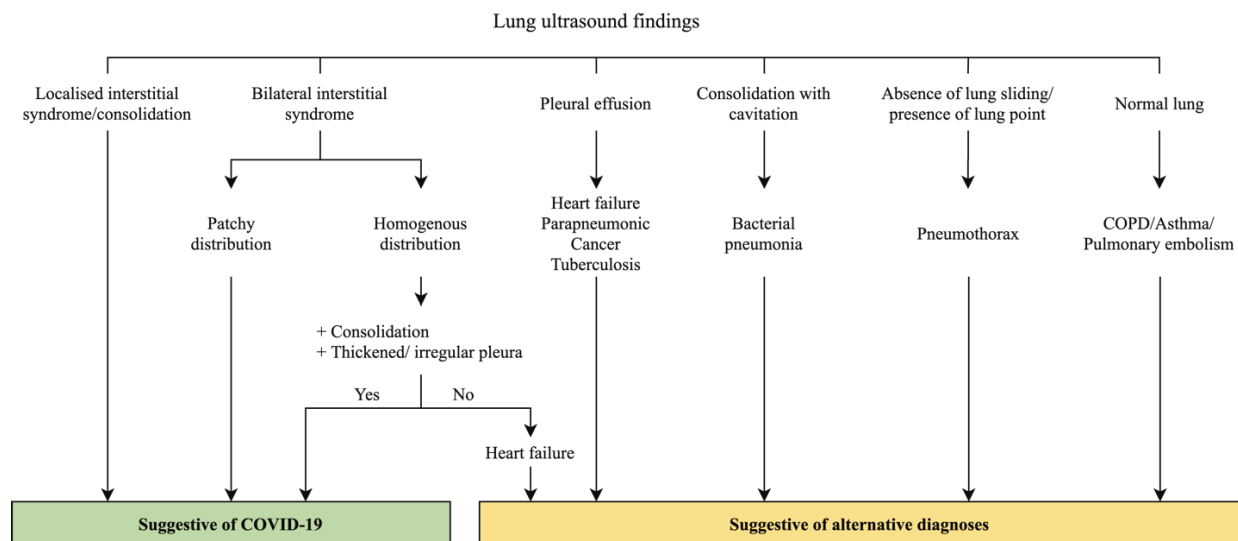 Lung ultrasound findings
Localised interstitial
syndrome/consolidation
Bilateral interstitial
syndrome
Pleural effusion
Consolidation with
cavitation
Absence of lung sliding/
presence of lung point
Normal lung
Patchy
distribution
Homogenous
distribution
Heart failure
Parapneumonic
Cancer
Tuberculosis
Bacterial
pneumonia
Pneumothorax
COPD/Asthma/
Pulmonary embolism
+ Consolidation
+ Thickened/ irregular pleura
Yes
No
Heart failure
Suggestive of COVID-19
Suggestive of alternative diagnoses